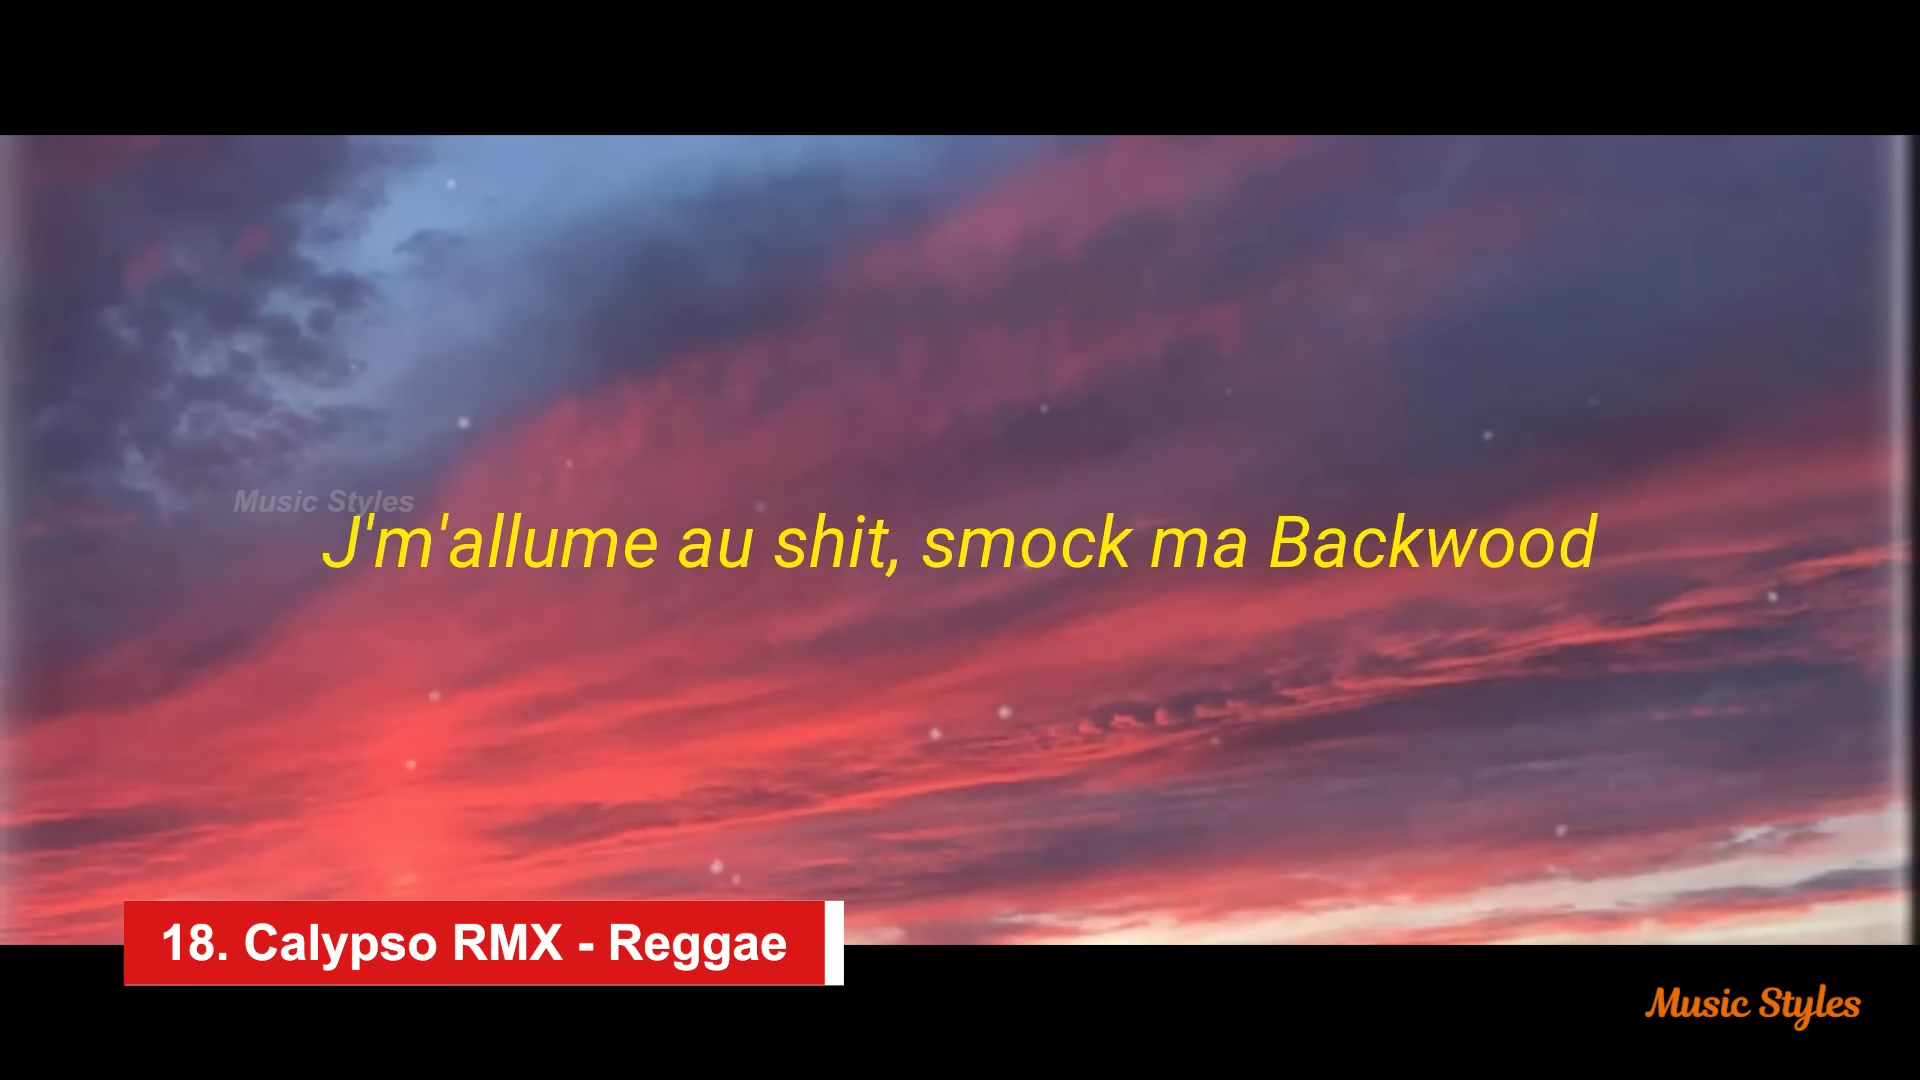 Music Styles
J'm'allume au shit, smock ma Backwood
18. Calypso RMX - Reggae
Music Styles